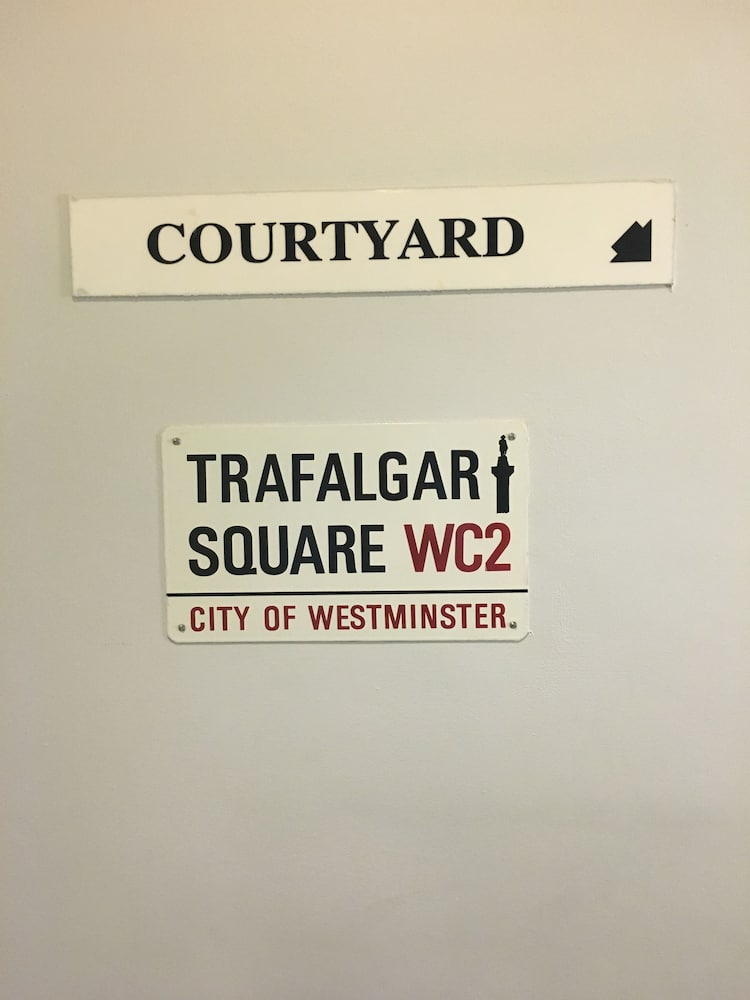 COURTYARD
TRAFALGAR
SQUARE WC2
CITY OF WESTMINSTER